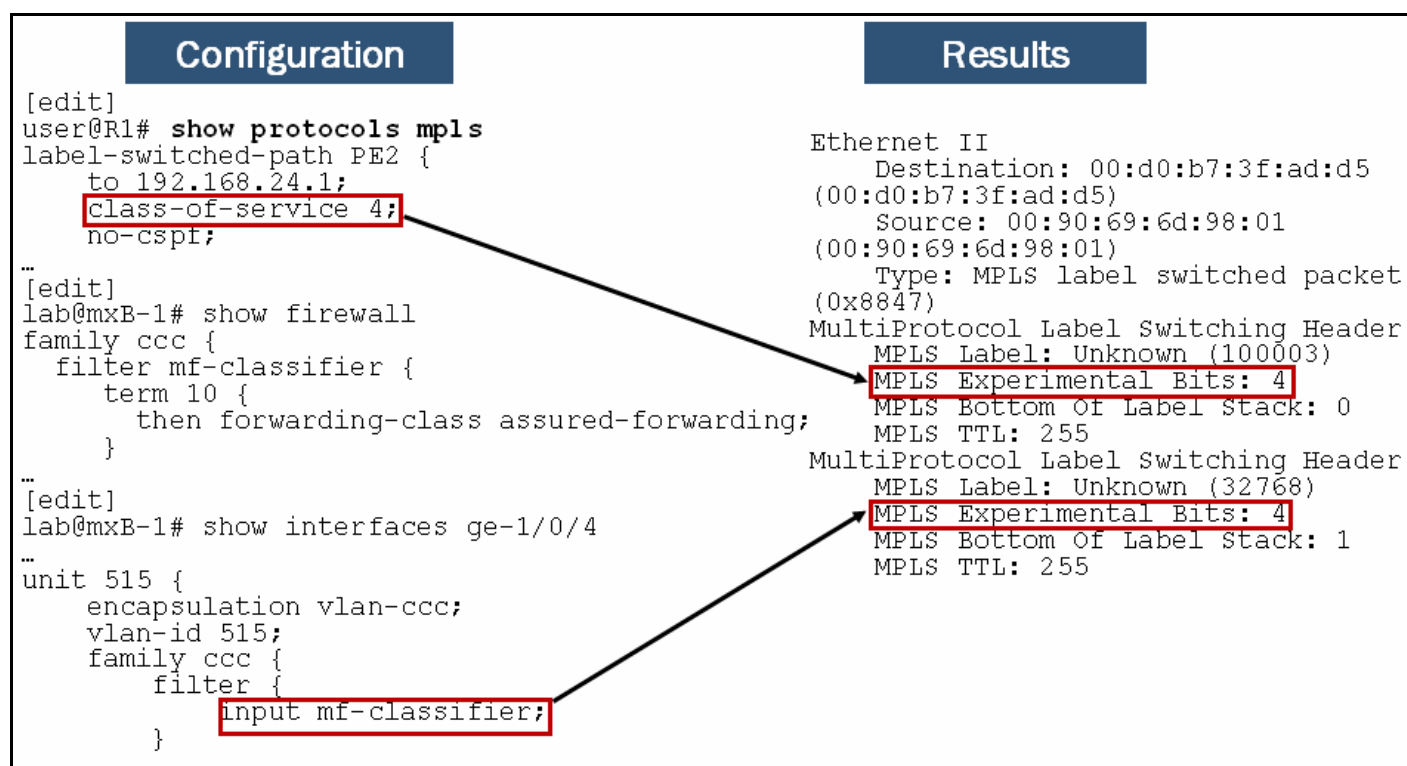 Configuration
[edit]
user@R1# show protocols mpls
label-switched-path PE2 {
to 192.168.24.1;
class-of-service 4;
no-cspf;
…
[edit]
lab@mxB-1# show firewall
family ccc {
filter mf-classifier {
term 10 {
then forwarding-class assured-forwarding;
}
…
[edit]
lab@mxB-1# show interfaces ge-1/0/4
…
unit 515 {
encapsulation vlan-ccc;
vlan-id 515;
family ccc {
filter {
input mf-classifier;
}
Results
Ethernet II
Destination: 00:d0:b7:3f:ad:d5
(00:d0:b7:3f:ad:d5)
Source: 00:90:69:6d:98:01
(00:90:69:6d:98:01)
Type: MPLS label switched packet
(0x8847)
MultiProtocol Label Switching Header
MPLS Label: Unknown (100003)
MPLS Experimental Bits: 4
MPLS Bottom Of Label Stack: 0
MPLS TTL: 255
MultiProtocol Label Switching Header
MPLS Label: Unknown (32768)
MPLS Experimental Bits: 4
MPLS Bottom Of Label Stack: 1
MPLS TTL: 255